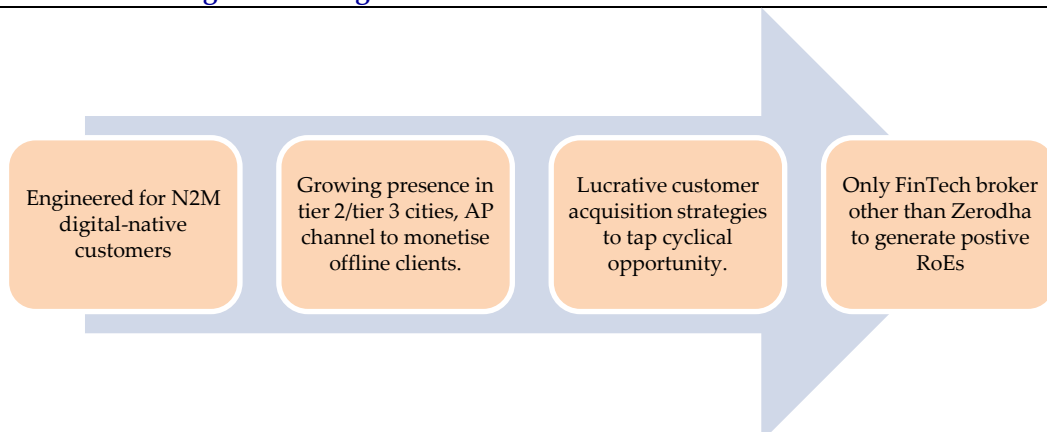 Engineered for N2M
digital-native
customers
Growing presence in
tier 2/tier 3 cities, AP
channel to monetise
offline clients.
Lucrative customer
acquisition strategies
to tap cyclical
opportunity.
Only FinTech broker
other than Zerodha
to generate postive
RoEs